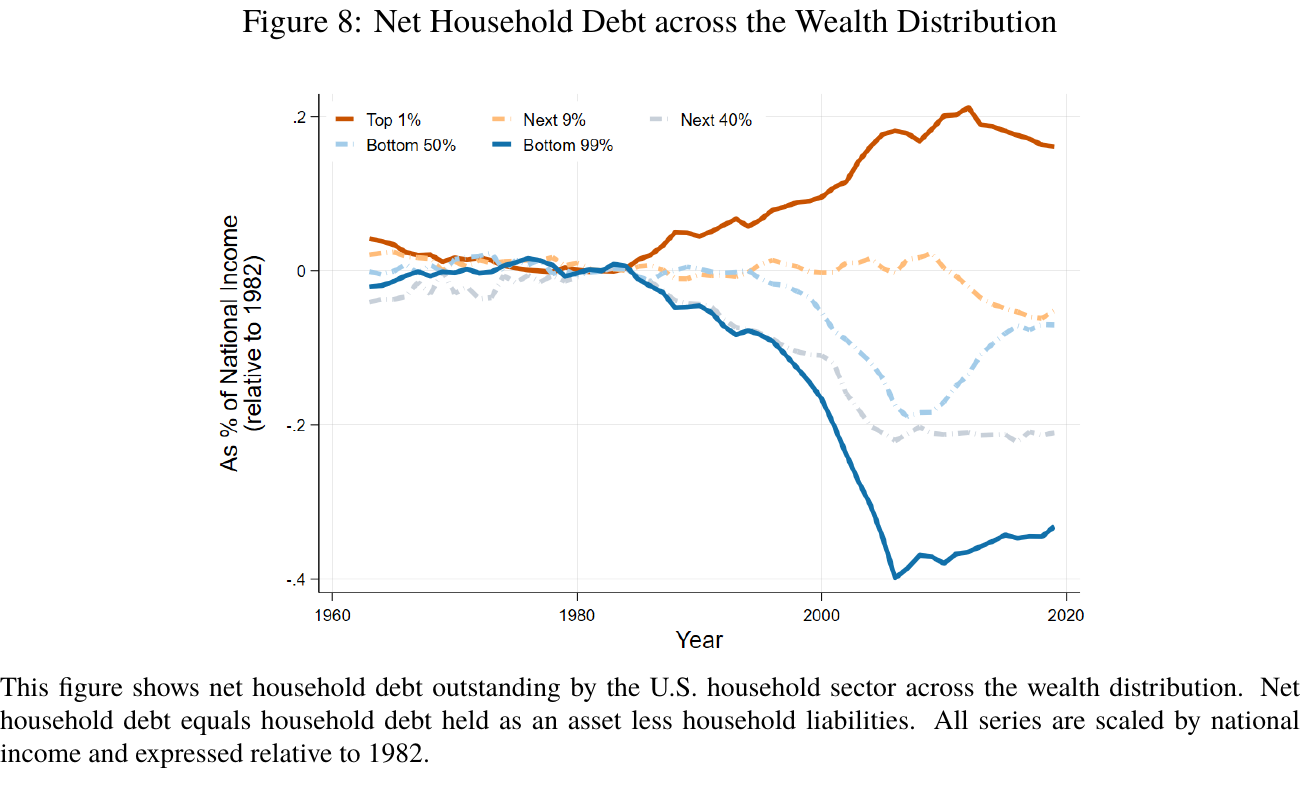 Figure 8: Net Household Debt across the Wealth Distribution
Top 1%
Next 9%
Next 40%
Bottom 50%
Bottom 99%
.2
0
-.2
-.4
As % of National Income
(relative to 1982)
1960
1980
2000
2020
Year
This figure shows net household debt outstanding by the U.S. household sector across the wealth distribution. Net
household debt equals household debt held as an asset less household liabilities. All series are scaled by national
income and expressed relative to 1982.